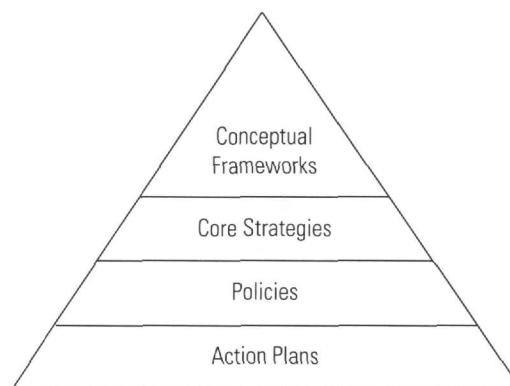 Conceptual
Frameworks
Core Strategies
Policies
Action Plans